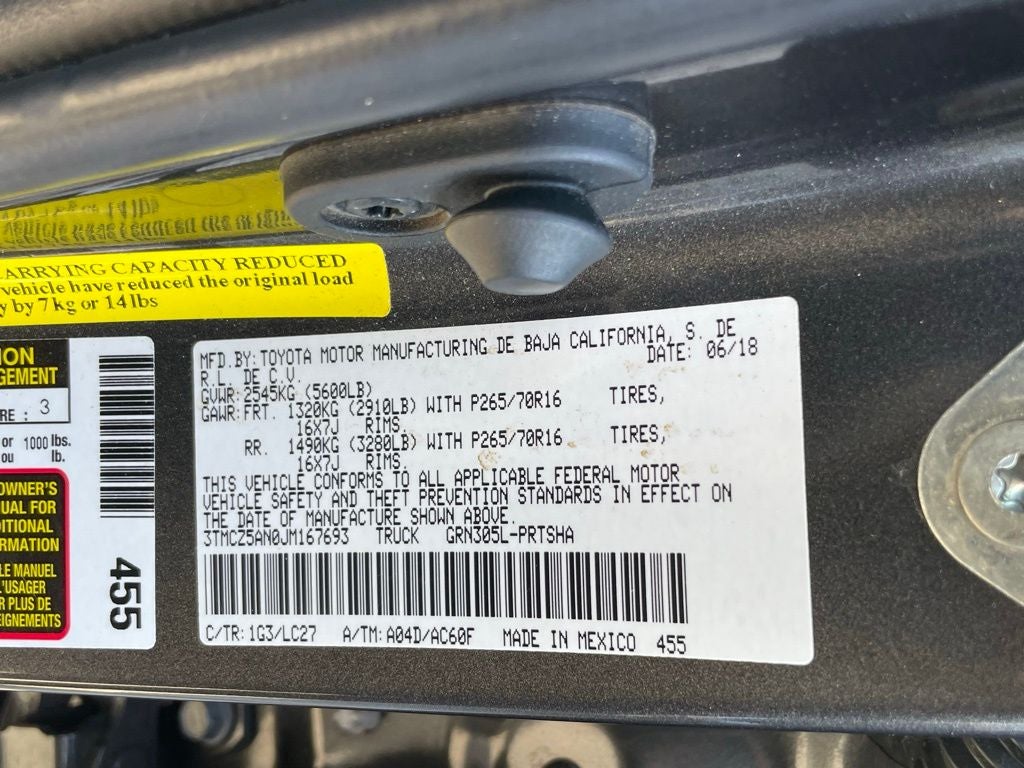 ARRYING CAPACITY REDUCED
vehicle have reduced the original load
y by 7 kg or 14 lbs
ION
GEMENT
RE : 3
or 1000 lbs.
ou lb.
OWNER'S
UAL FOR
DITIONAL
RMATION
LE MANUEL
L'USAGER
R PLUS DE
EIGNEMENTS
455
MFD.BY: TOYOTA MOTOR MANUFACTURING DE BAJA CALIFORNIA, S. DE
R.L. DE C.V. DATE: 06/18
GVWR: 2545KG (5600LB)
GAWR: FRT. 1320KG (2910LB) WITH P265/70R16 TIRES,
16X7J RIMS.
RR. 1490KG (3280LB) WITH P265/70R16 TIRES,
16X7J RIMS.
THIS VEHICLE CONFORMS TO ALL APPLICABLE FEDERAL MOTOR
VEHICLE SAFETY AND THEFT PREVENTION STANDARDS IN EFFECT ON
THE DATE OF MANUFACTURE SHOWN ABOVE.
3TMCZ5AN0JM167693 TRUCK GRN305L-PRTSHA
C/TR: 1G3/LC27 A/TM: A04D/AC60F MADE IN MEXICO 455